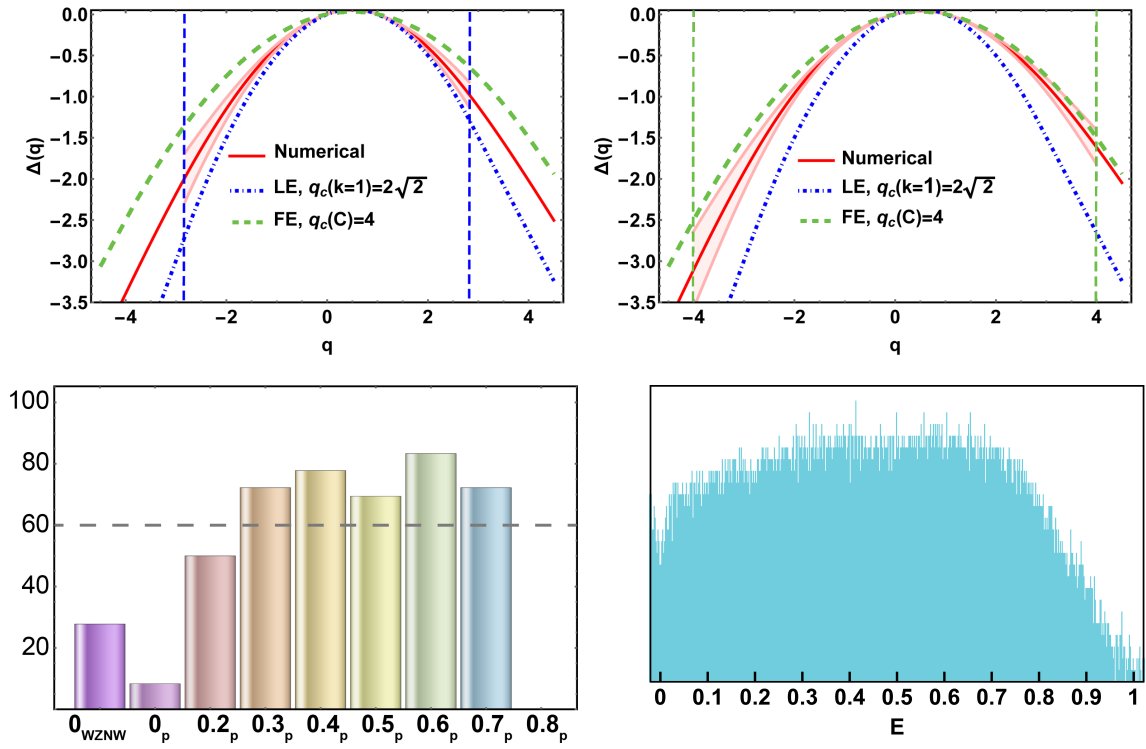 0.0
-0.5
-1.0
-1.5
-2.0
-2.5
-3.0
-3.5
Δ(q)
Numerical
LE, q_c(k=1)=2√2
FE, q_c(C)=4
-4 -2 0 2 4
q
0.0
-0.5
-1.0
-1.5
-2.0
-2.5
-3.0
-3.5
Δ(q)
Numerical
LE, q_c(k=1)=2√2
FE, q_c(C)=4
-4 -2 0 2 4
q
100
80
60
40
20
0_WZNW 0_p 0.2_p 0.3_p 0.4_p 0.5_p 0.6_p 0.7_p 0.8_p
0 0.1 0.2 0.3 0.4 0.5 0.6 0.7 0.8 0.9 1
E